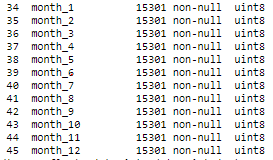 34 month_1 15301 non-null uint8
35 month_2 15301 non-null uint8
36 month_3 15301 non-null uint8
37 month_4 15301 non-null uint8
38 month_5 15301 non-null uint8
39 month_6 15301 non-null uint8
40 month_7 15301 non-null uint8
41 month_8 15301 non-null uint8
42 month_9 15301 non-null uint8
43 month_10 15301 non-null uint8
44 month_11 15301 non-null uint8
45 month_12 15301 non-null uint8